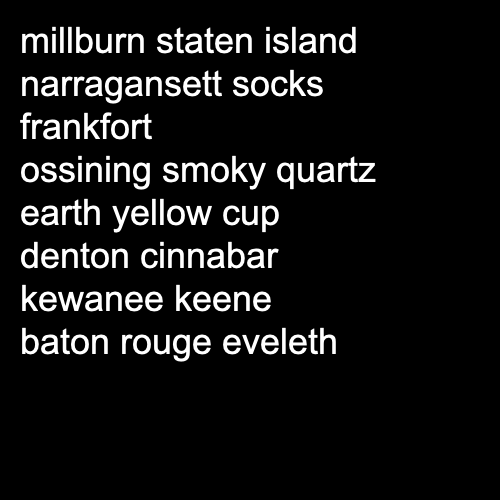 millburn staten island
narragansett socks
frankfort
ossining smoky quartz
earth yellow cup
denton cinnabar
kewanee keene
baton rouge eveleth